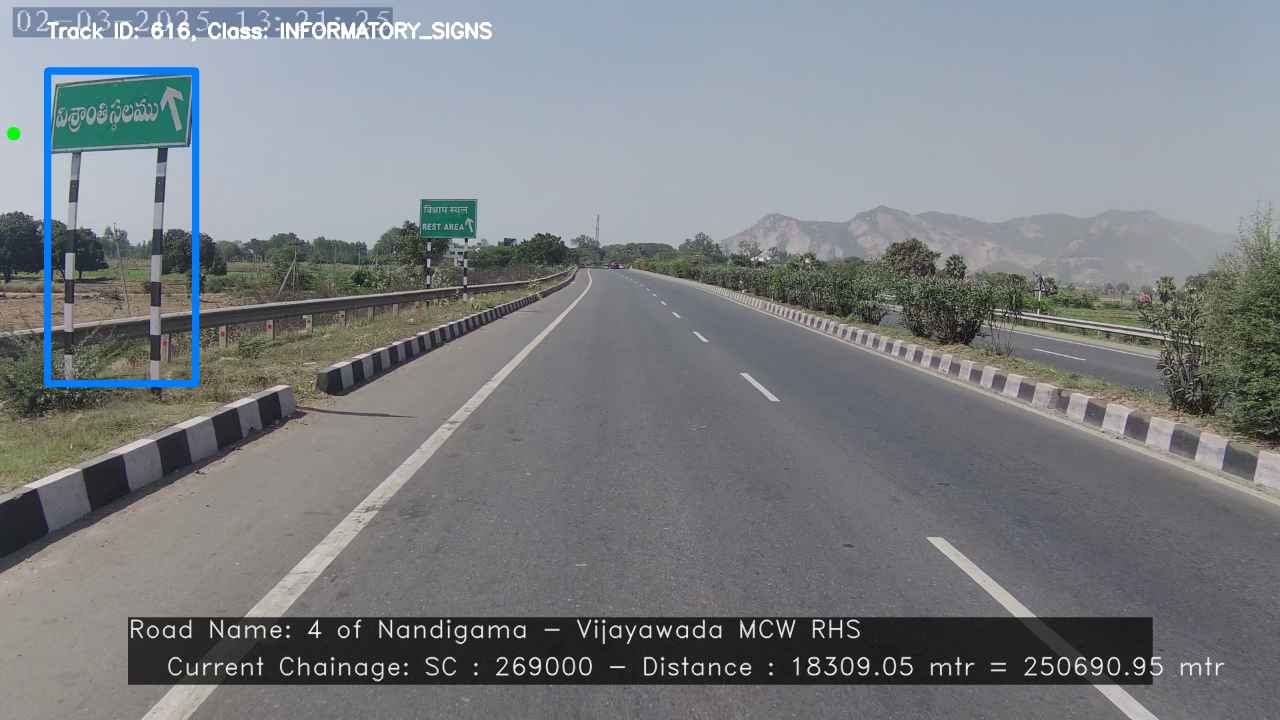 02-03-2025 13:21:25
Track ID: 616, Class: INFORMATORY_SIGNS
విశ్రాంతి స్థలము
विश्राम स्थल
REST AREA
Road Name: 4 of Nandigama - Vijayawada MCW RHS
Current Chainage: SC : 269000 - Distance : 18309.05 mtr = 250690.95 mtr